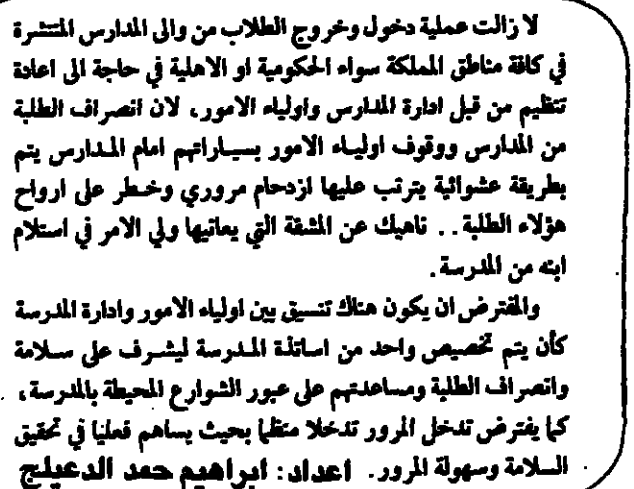 لا زالت عملية دخول وخروج الطلاب من والى المدارس المنتشرة
في كافة مناطق المملكة سواء الحكومية او الاهلية في حاجة الى اعادة
تنظيم من قبل ادارة المدارس واولياء الامور، لان انصراف الطلبة
من المدارس ووقوف اولياء الامور بسياراتهم امام المدارس يتم
بطريقة عشوائية يترتب عليها ازدحام مروري وخطر على ارواح
هؤلاء الطلبة . . ناهيك عن المشقة التي يعانيها ولي الامر في استلام
ابنه من المدرسة .
والمفترض ان يكون هناك تنسيق بين اولياء الامور وادارة المدرسة
كأن يتم تخصيص واحد من اساتذة المدرسة ليشرف على سلامة
وانصراف الطلبة ومساعدتهم على عبور الشوارع المحيطة بالمدرسة ،
كما يفترض تدخل المرور تدخلا منظما بحيث يساهم فعليا في تحقيق
السلامة وسهولة المرور. اعداد: ابراهيم حمد الدعيلج